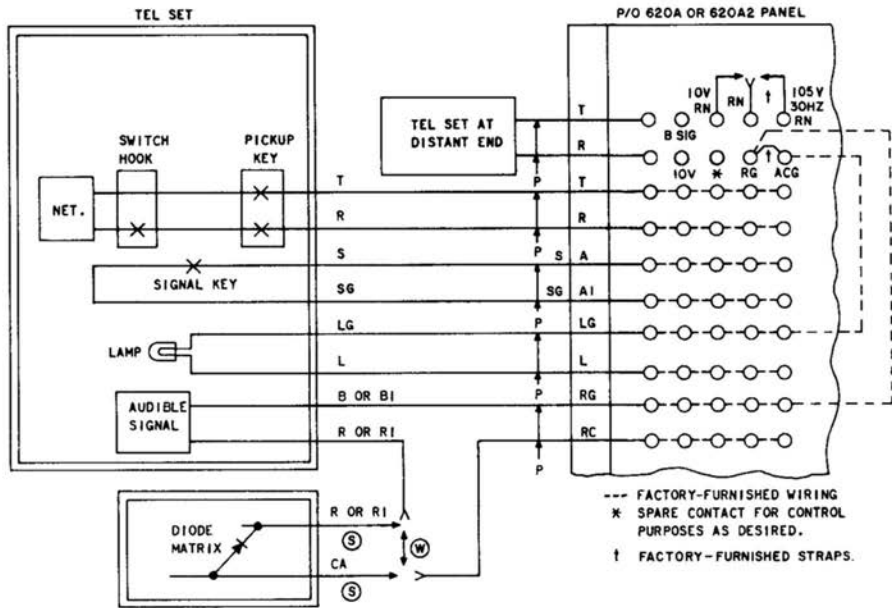 TEL SET
P/O 620A OR 620A2 PANEL
10V
RN
RN
†
105V
30HZ
RN
TEL SET AT
DISTANT END
T
B SIG
SWITCH
HOOK
PICKUP
KEY
R
10V
*
RG
†
ACG
P
NET.
T
T
R
R
P
S
S
A
SIGNAL KEY
SG
SG
A1
P
LAMP
LG
LG
L
L
P
AUDIBLE
SIGNAL
B OR B1
RG
R OR R1
RC
P
DIODE
MATRIX
R OR R1
S
W
CA
S
--- FACTORY-FURNISHED WIRING
* SPARE CONTACT FOR CONTROL
PURPOSES AS DESIRED.
† FACTORY-FURNISHED STRAPS.